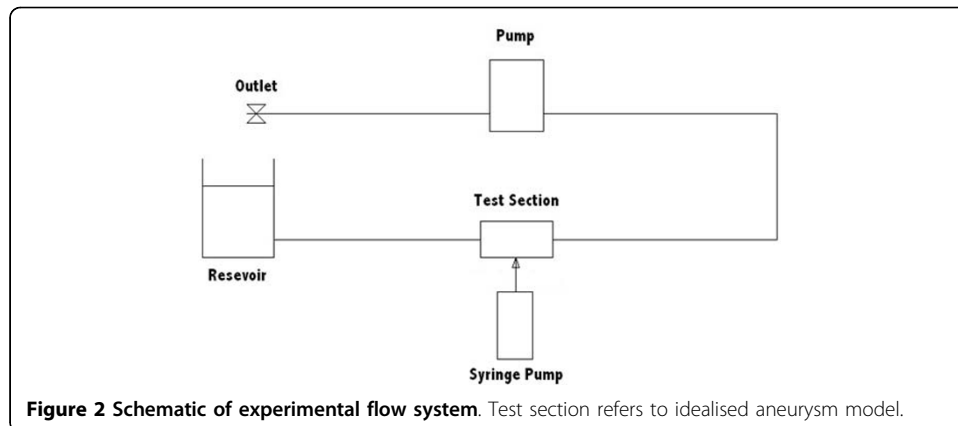 Pump
Outlet
Test Section
Resevoir
Syringe Pump
Figure 2 Schematic of experimental flow system. Test section refers to idealised aneurysm model.